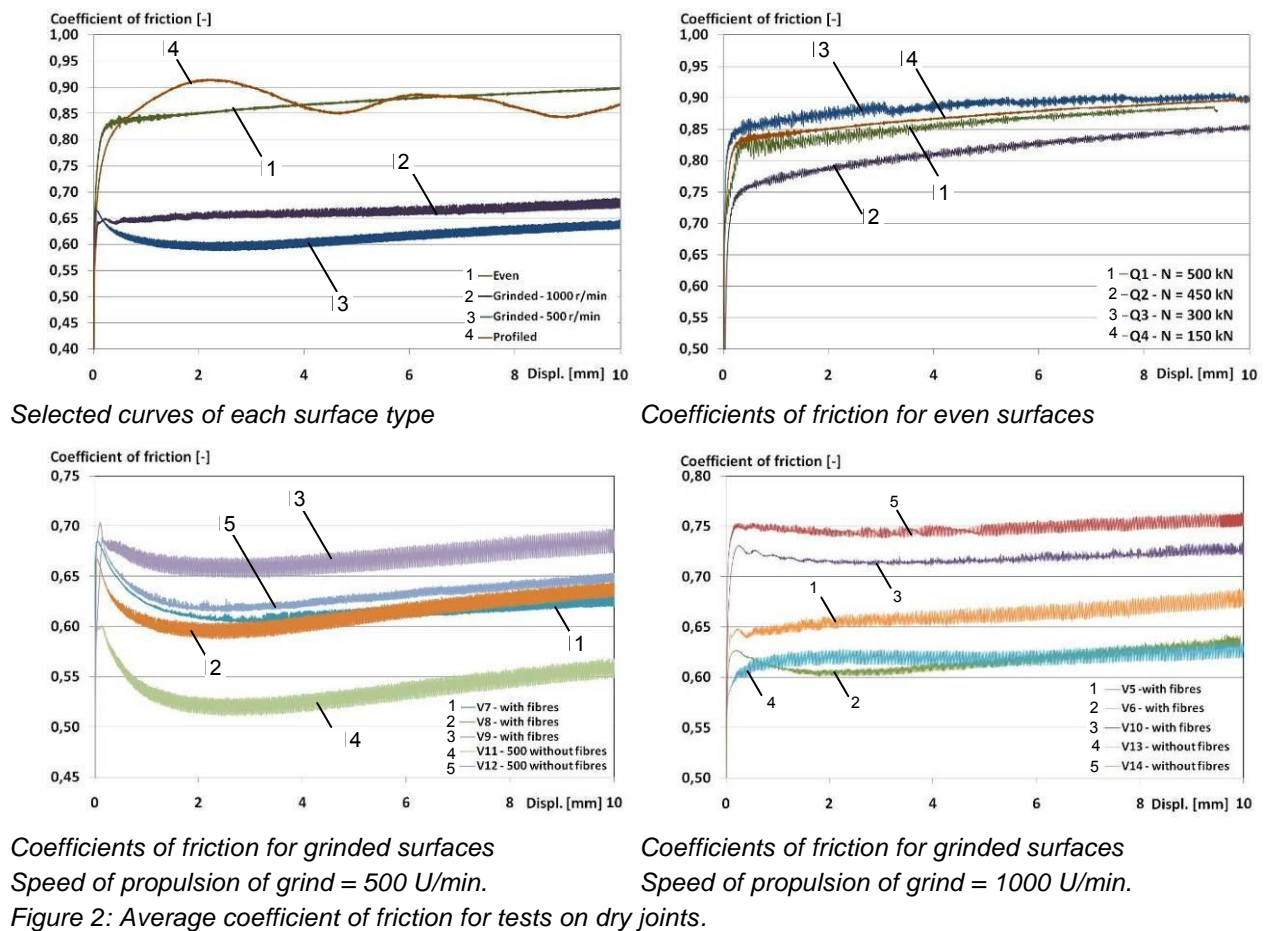 Coefficient of friction [-]
1,00
0,95
0,90
0,85
0,80
0,75
0,70
0,65
0,60
0,55
0,50
0,45
0,40
0 2 4 6 8 Displ. [mm] 10
4
1
2
3
1 Even
2 Grinded - 1000 r/min
3 Grinded - 500 r/min
4 Profiled
Selected curves of each surface type
Coefficient of friction [-]
1,00
0,95
0,90
0,85
0,80
0,75
0,70
0,65
0,60
0,55
0,50
0 2 4 6 8 Displ. [mm] 10
3
4
1
2
1 Q1 - N = 500 kN
2 Q2 - N = 450 kN
3 Q3 - N = 300 kN
4 Q4 - N = 150 kN
Coefficients of friction for even surfaces
Coefficient of friction [-]
0,75
0,70
0,65
0,60
0,55
0,50
0,45
0 2 4 6 8 Displ. [mm] 10
3
5
1
2
4
1 V7 - with fibres
2 V8 - with fibres
3 V9 - with fibres
4 V11 - 500 without fibres
5 V12 - 500 without fibres
Coefficients of friction for grinded surfaces
Speed of propulsion of grind = 500 U/min.
Coefficient of friction [-]
0,80
0,75
0,70
0,65
0,60
0,55
0,50
0 2 4 6 8 Displ. [mm] 10
5
3
1
4
2
1 V5 -with fibres
2 V6 - with fibres
3 V10 - with fibres
4 V13 - without fibres
5 V14 - without fibres
Coefficients of friction for grinded surfaces
Speed of propulsion of grind = 1000 U/min.
Figure 2: Average coefficient of friction for tests on dry joints.